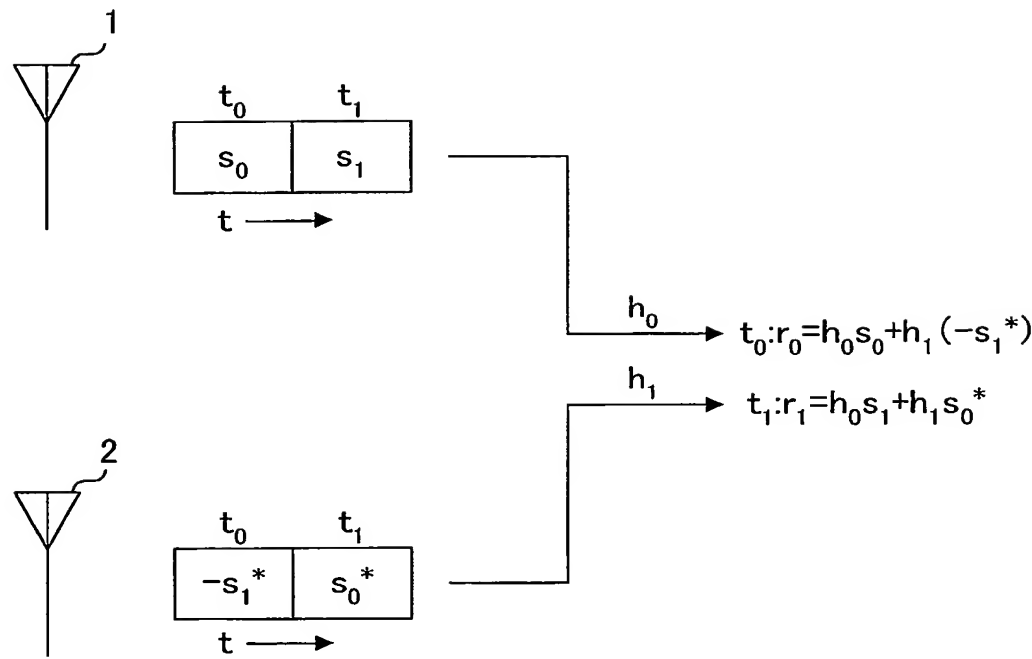 1
t₀ t₁
s₀ s₁
t
h₀
t₀:r₀=h₀s₀+h₁(-s₁*)
h₁
t₁:r₁=h₀s₁+h₁s₀*
2
t₀ t₁
-s₁* s₀*
t